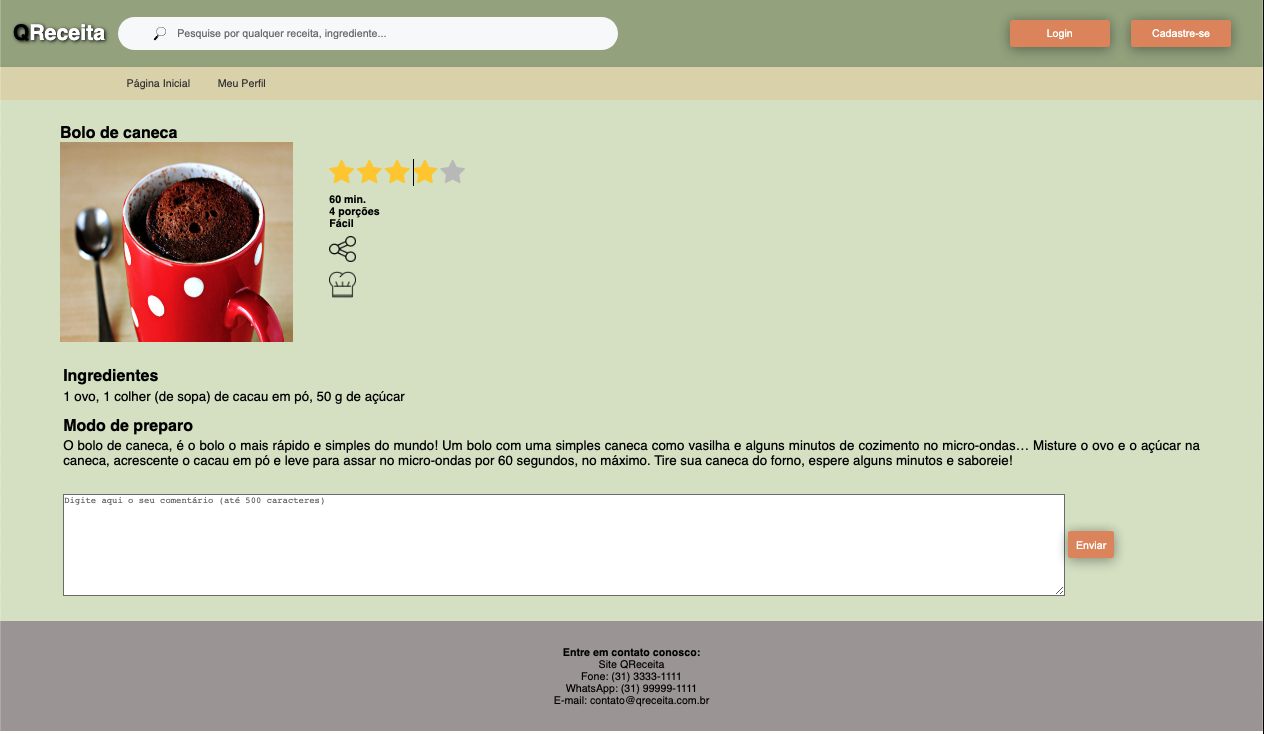 QReceita
Pesquise por qualquer receita, ingrediente...
Login
Cadastre-se
Página Inicial
Meu Perfil
Bolo de caneca
60 min.
4 porções
Fácil
Ingredientes
1 ovo, 1 colher (de sopa) de cacau em pó, 50 g de açúcar
Modo de preparo
O bolo de caneca, é o bolo o mais rápido e simples do mundo! Um bolo com uma simples caneca como vasilha e alguns minutos de cozimento no micro-ondas… Misture o ovo e o açúcar na
caneca, acrescente o cacau em pó e leve para assar no micro-ondas por 60 segundos, no máximo. Tire sua caneca do forno, espere alguns minutos e saboreie!
Digite aqui o seu comentário (até 500 caracteres)
Enviar
Entre em contato conosco:
Site QReceita
Fone: (31) 3333-1111
WhatsApp: (31) 99999-1111
E-mail: contato@qreceita.com.br